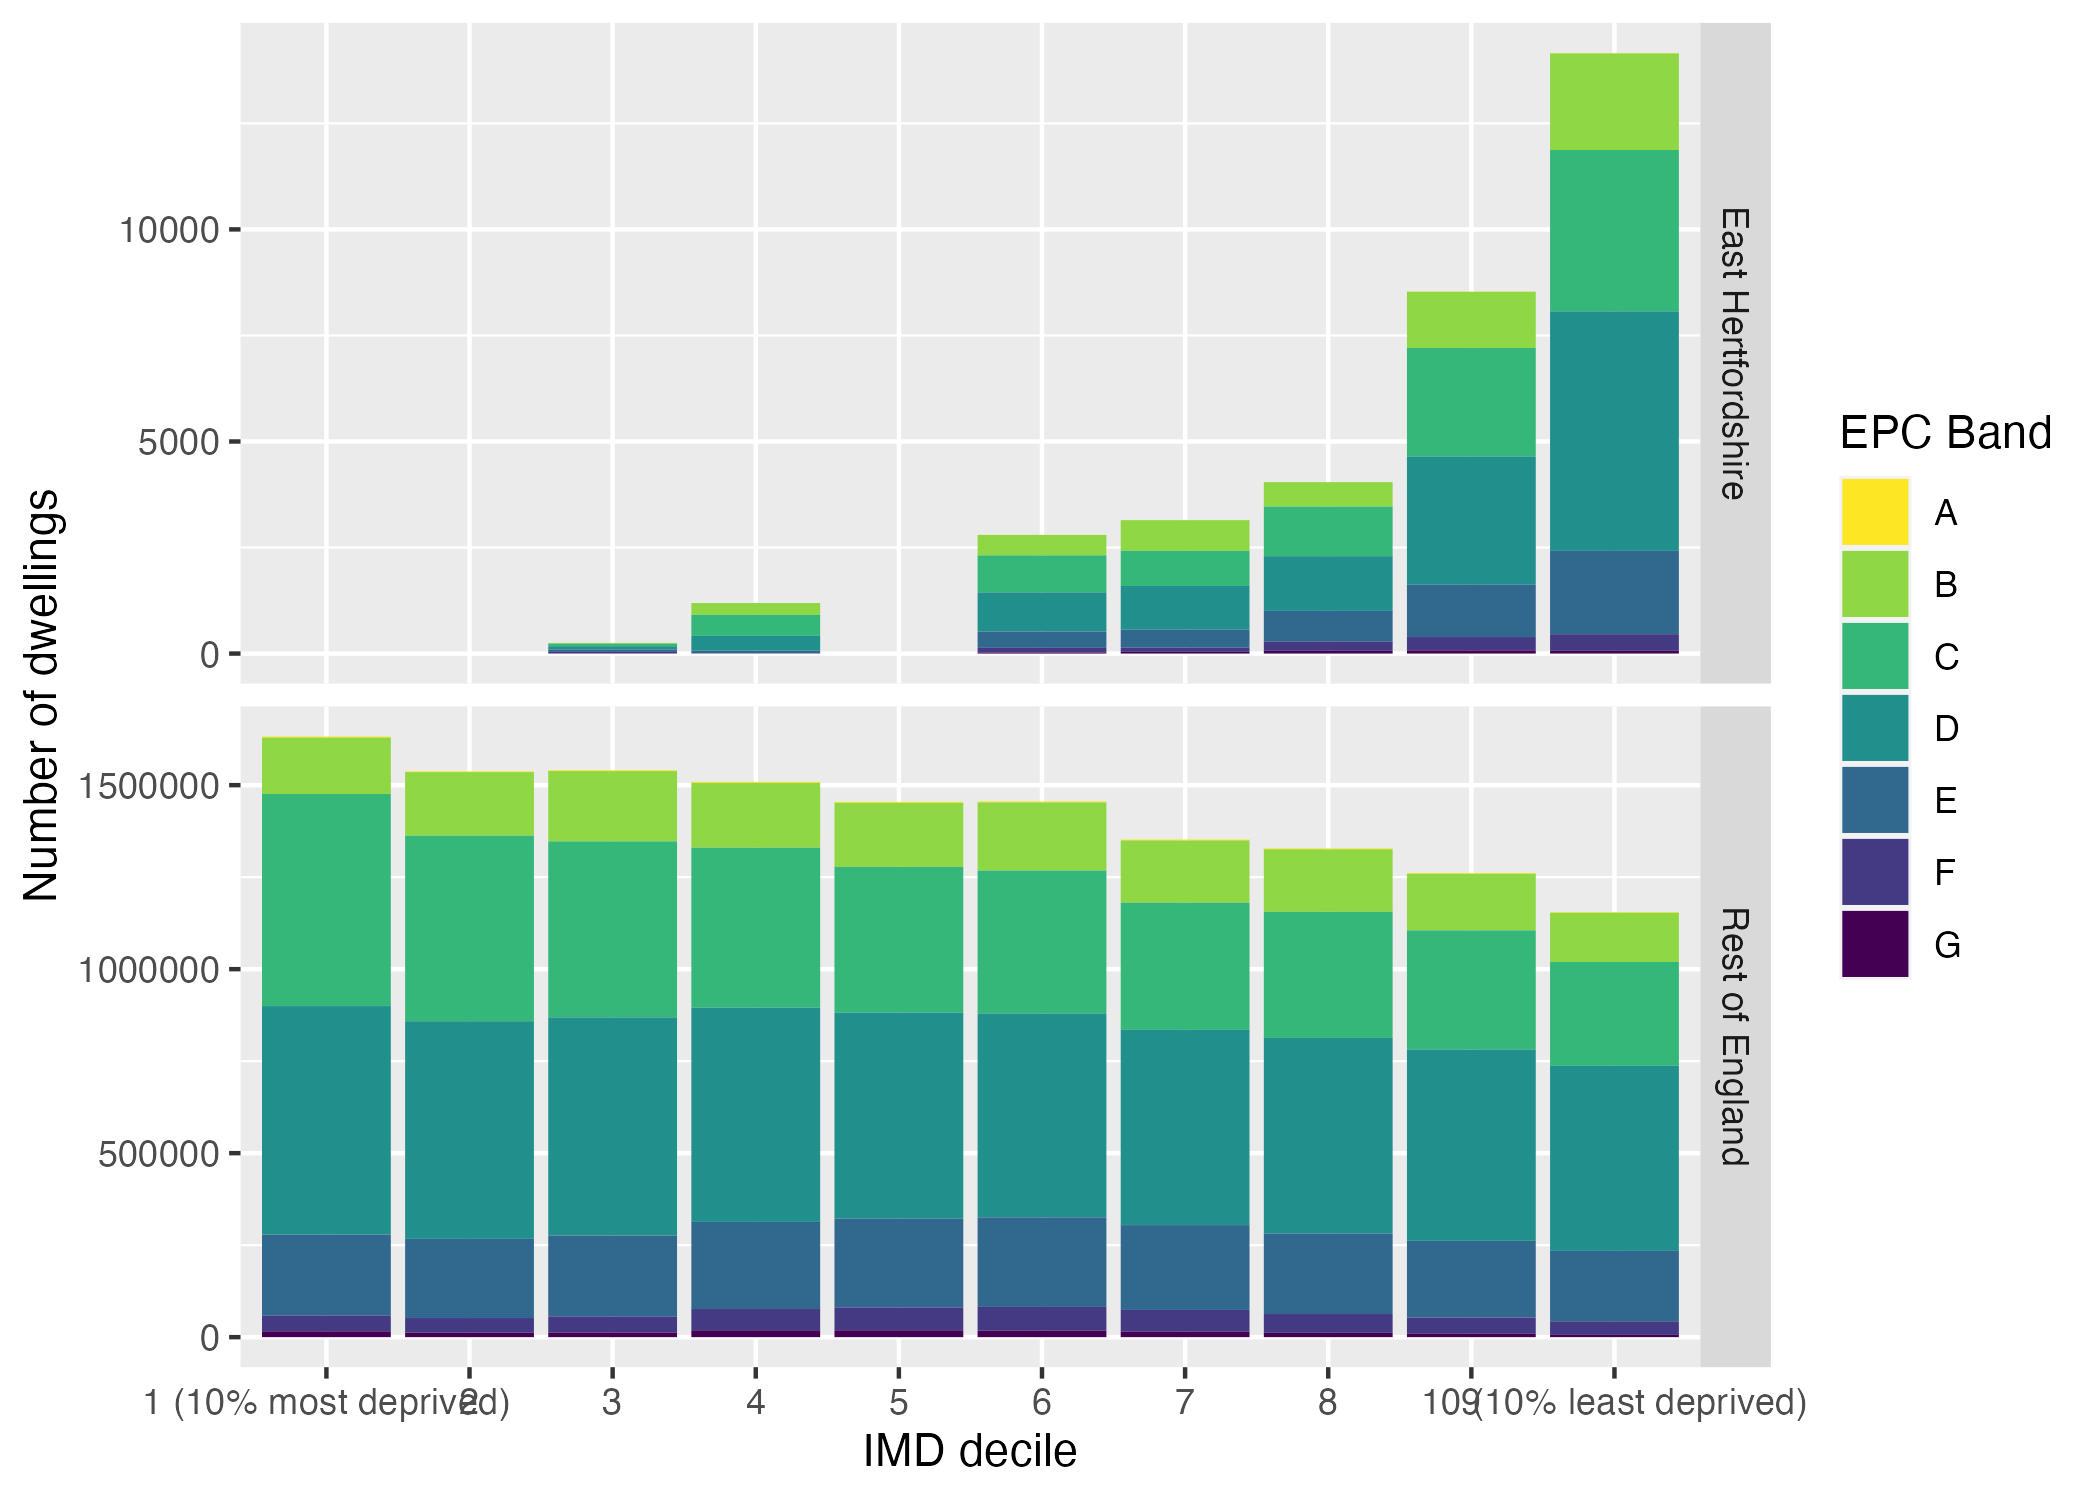 10000
5000
0
East Hertfordshire
1500000
1000000
500000
0
Rest of England
Number of dwellings
1 (10% most deprived)
2
3
4
5
6
7
8
9
10 (10% least deprived)
IMD decile
EPC Band
A
B
C
D
E
F
G